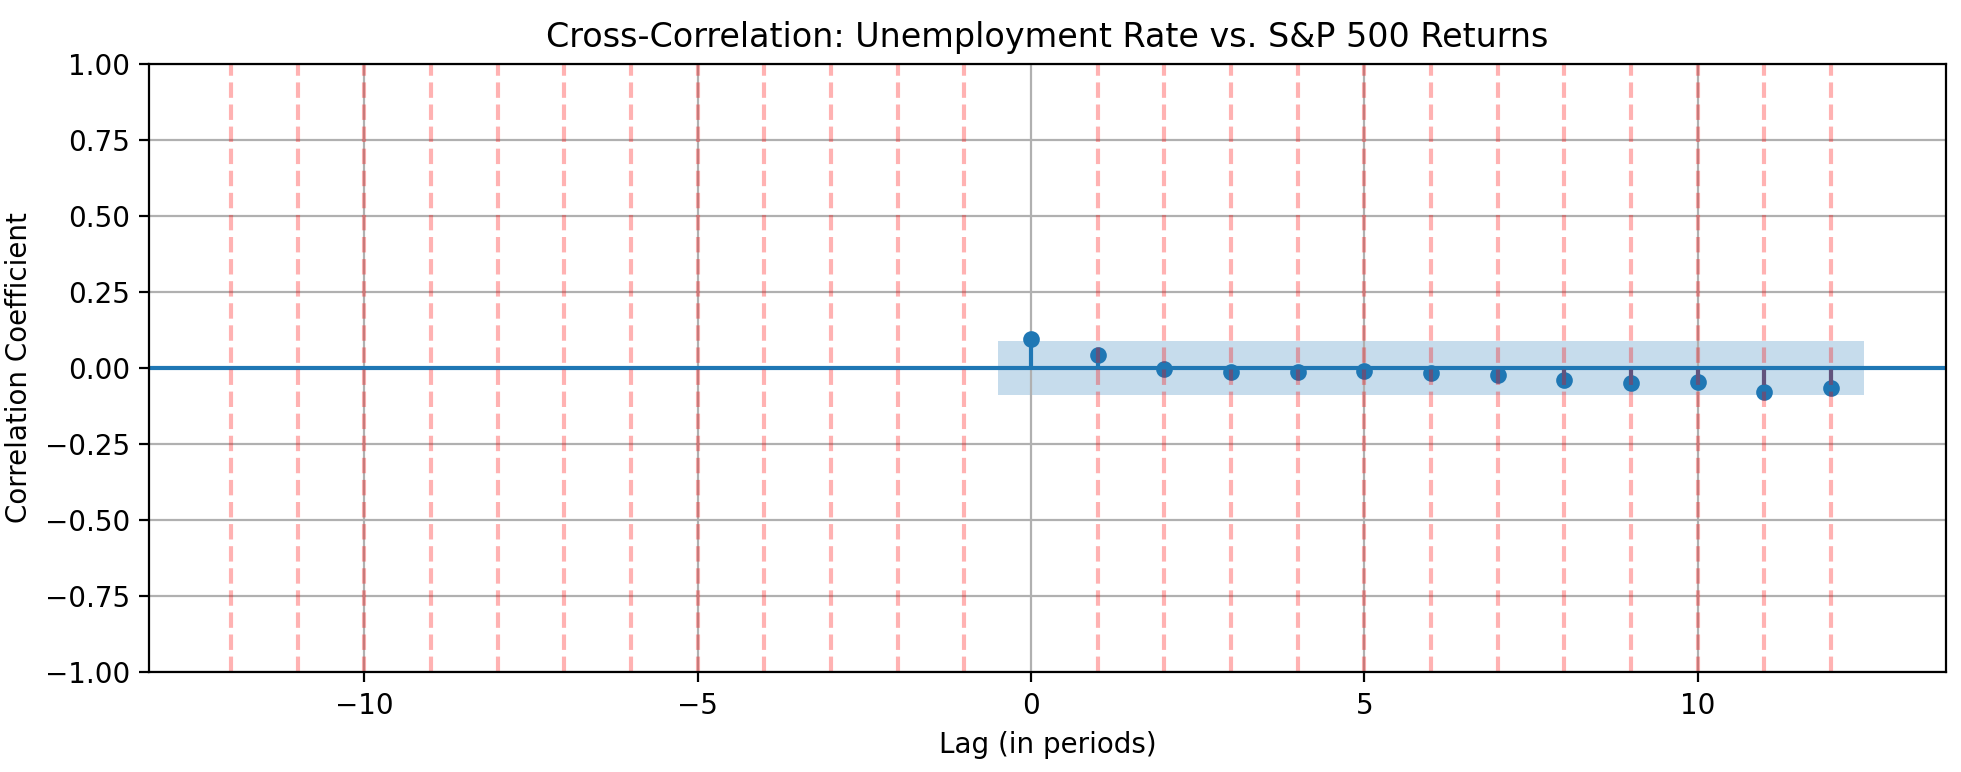 Cross-Correlation: Unemployment Rate vs. S&P 500 Returns
Correlation Coefficient
1.00
0.75
0.50
0.25
0.00
−0.25
−0.50
−0.75
−1.00
−10 −5 0 5 10
Lag (in periods)